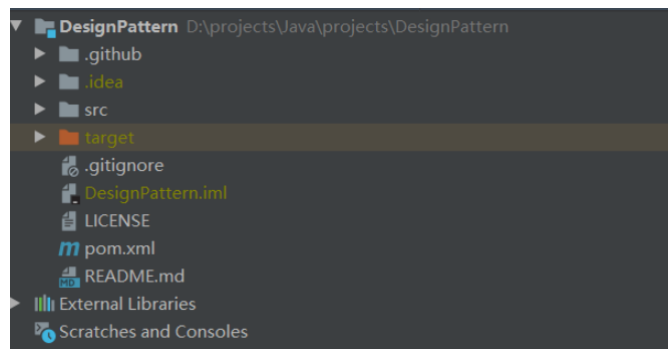 DesignPattern D:\projects\Java\projects\DesignPattern
.github
.idea
src
target
.gitignore
DesignPattern.iml
LICENSE
m pom.xml
MD README.md
External Libraries
Scratches and Consoles